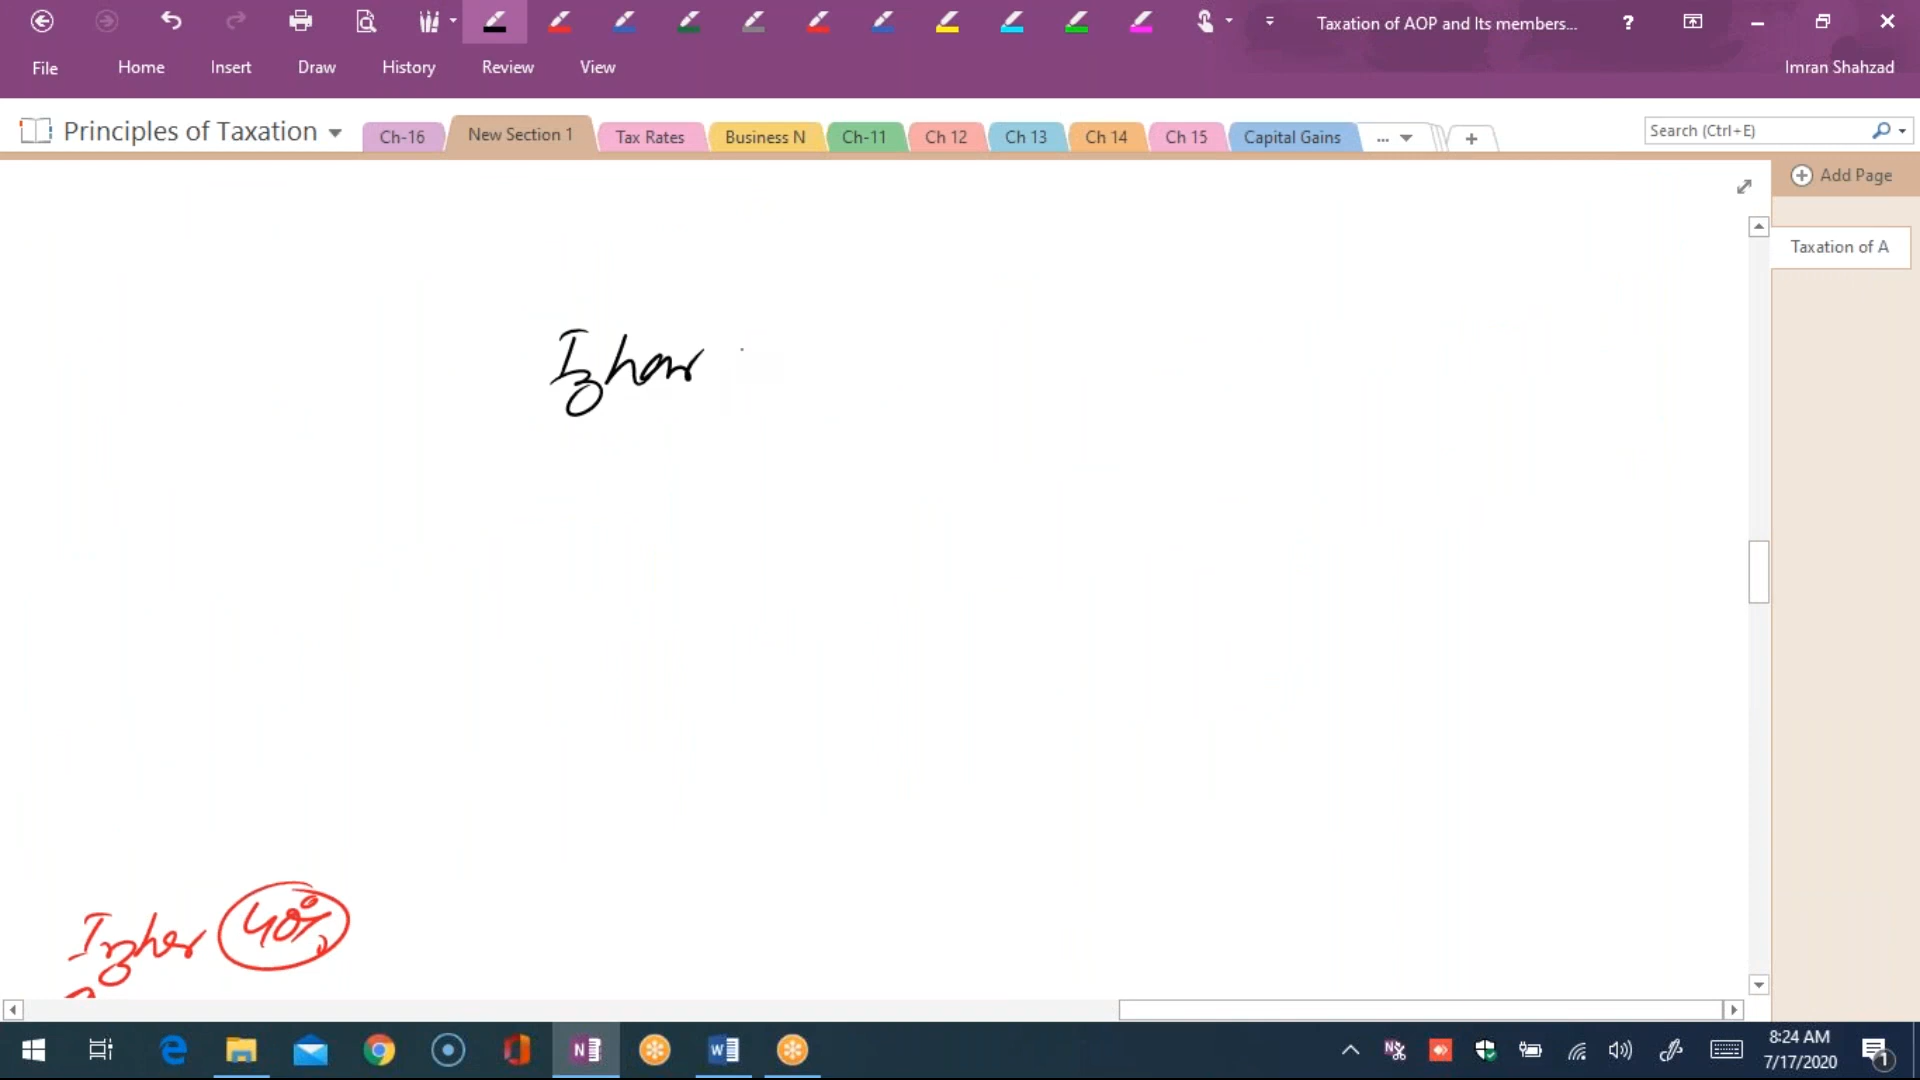 Taxation of AOP and Its members...
?
File Home Insert Draw History Review View
Imran Shahzad
Principles of Taxation
Ch-16 New Section 1 Tax Rates Business N Ch-11 Ch 12 Ch 13 Ch 14 Ch 15 Capital Gains ...
Search (Ctrl+E)
Add Page
Taxation of A
Izhar
Izhar 40%
8:24 AM
7/17/2020
1